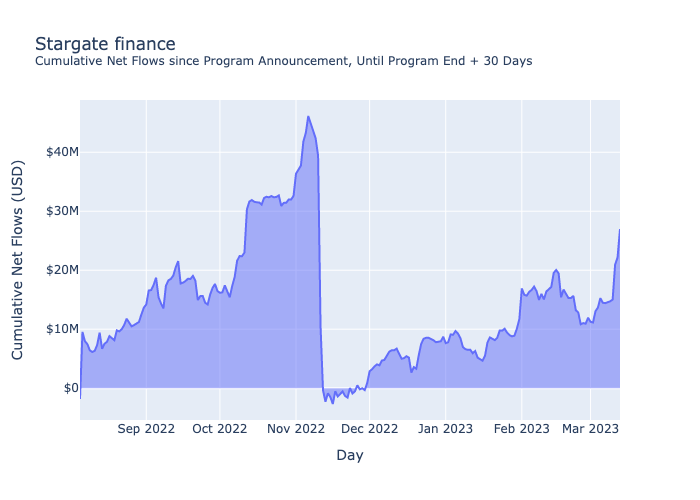 Stargate finance
Cumulative Net Flows since Program Announcement, Until Program End + 30 Days
Cumulative Net Flows (USD)
$40M
$30M
$20M
$10M
$0
Sep 2022
Oct 2022
Nov 2022
Dec 2022
Jan 2023
Feb 2023
Mar 2023
Day